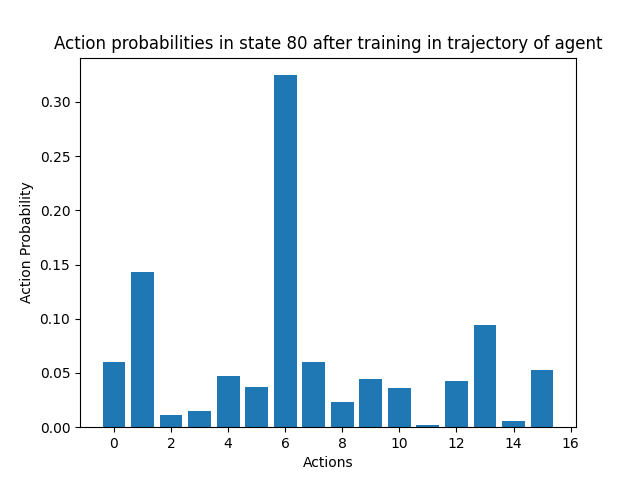 Action probabilities in state 80 after training in trajectory of agent
0.30
0.25
0.20
0.15
0.10
0.05
0.00
Action Probability
0 2 4 6 8 10 12 14 16
Actions